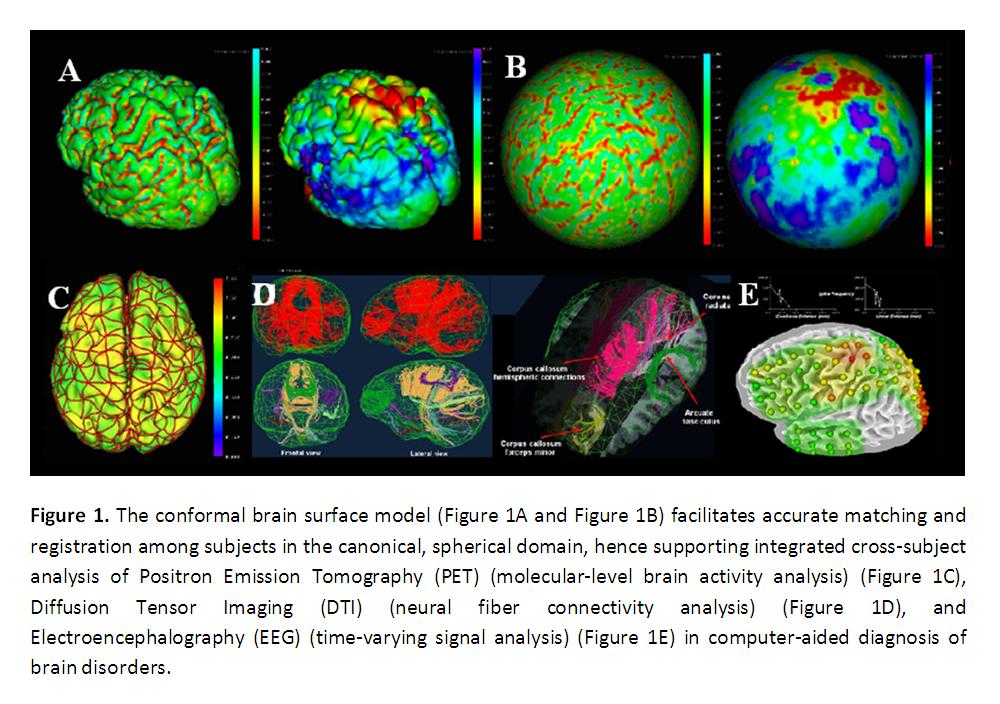 A
B
C
D
E
Corona
radiata
Corpus callosum
hemispheric connections
Arcuate
fasciculus
Corpus callosum
forceps minor
Frontal view
Lateral view
Figure 1. The conformal brain surface model (Figure 1A and Figure 1B) facilitates accurate matching and
registration among subjects in the canonical, spherical domain, hence supporting integrated cross-subject
analysis of Positron Emission Tomography (PET) (molecular-level brain activity analysis) (Figure 1C),
Diffusion Tensor Imaging (DTI) (neural fiber connectivity analysis) (Figure 1D), and
Electroencephalography (EEG) (time-varying signal analysis) (Figure 1E) in computer-aided diagnosis of
brain disorders.